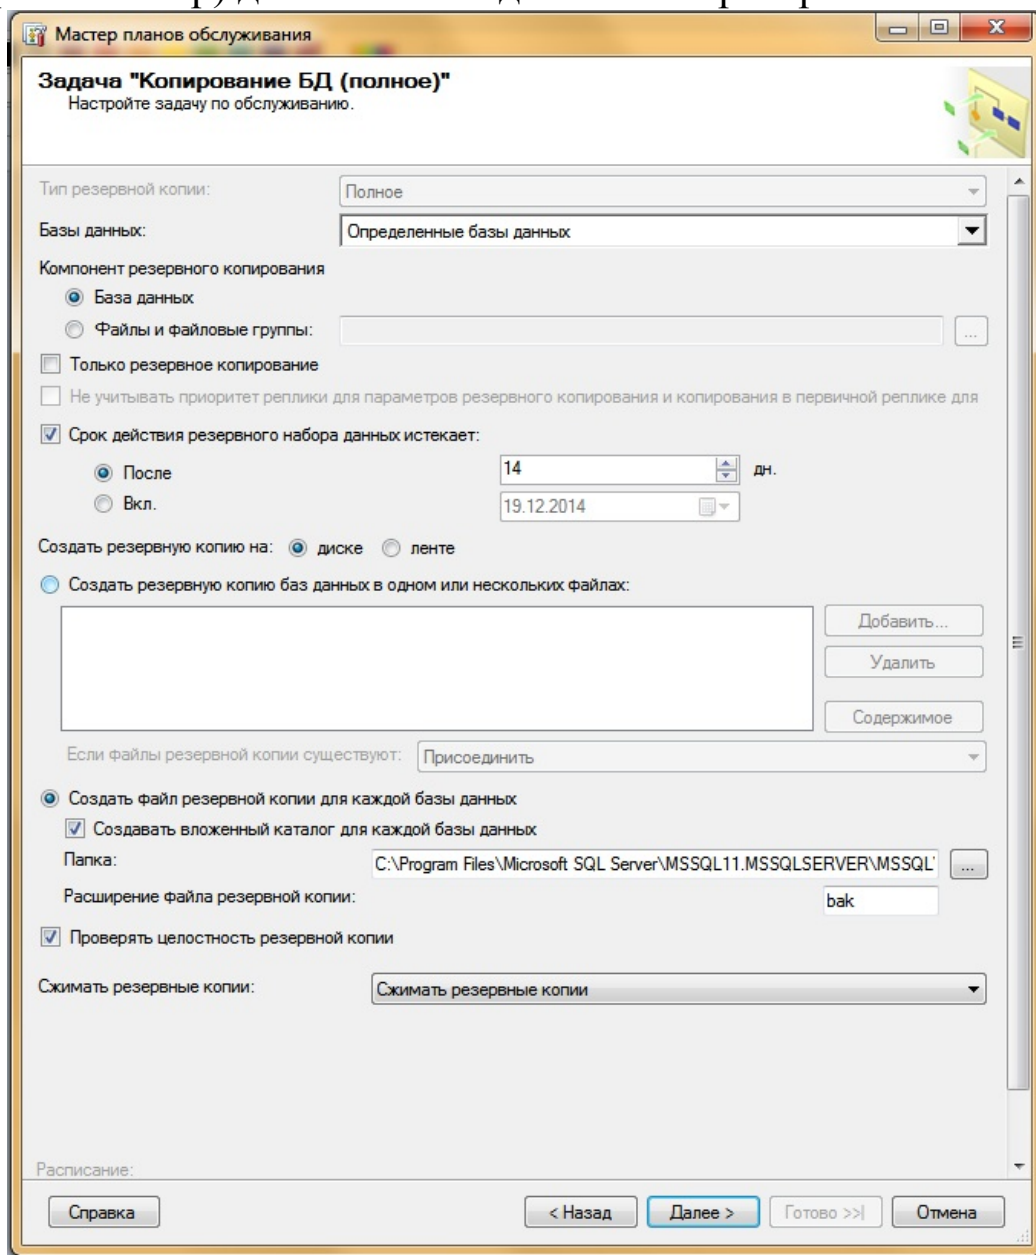 Мастер планов обслуживания
Задача "Копирование БД (полное)"
Настройте задачу по обслуживанию.
Тип резервной копии: Полное
Базы данных: Определенные базы данных
Компонент резервного копирования
База данных
Файлы и файловые группы: ...
Только резервное копирование
Не учитывать приоритет реплики для параметров резервного копирования и копирования в первичной реплике для
Срок действия резервного набора данных истекает:
После 14 дн.
Вкл. 19.12.2014
Создать резервную копию на: диске ленте
Создать резервную копию баз данных в одном или нескольких файлах:
Добавить...
Удалить
Содержимое
Если файлы резервной копии существуют: Присоединить
Создать файл резервной копии для каждой базы данных
Создавать вложенный каталог для каждой базы данных
Папка: C:\Program Files\Microsoft SQL Server\MSSQL11.MSSQLSERVER\MSSQL\ ...
Расширение файла резервной копии: bak
Проверять целостность резервной копии
Сжимать резервные копии: Сжимать резервные копии
Расписание:
Справка < Назад Далее > Готово >>| Отмена